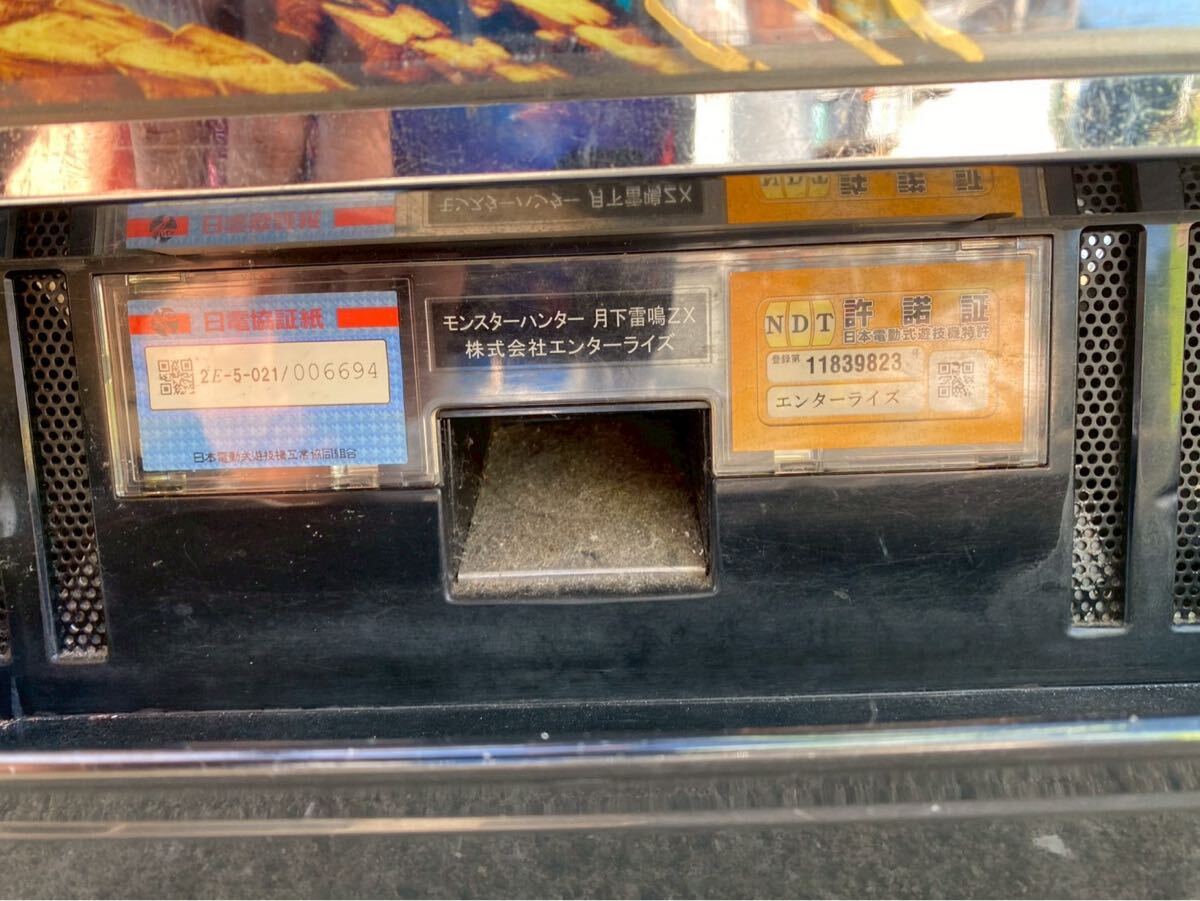 日電協証紙
2E-5-021/006694
日本電動式遊技機工業協同組合
モンスターハンター 月下雷鳴ZX
株式会社エンターライズ
NDT 許諾証
日本電動式遊技機特許
登録第 11839823 号
エンターライズ